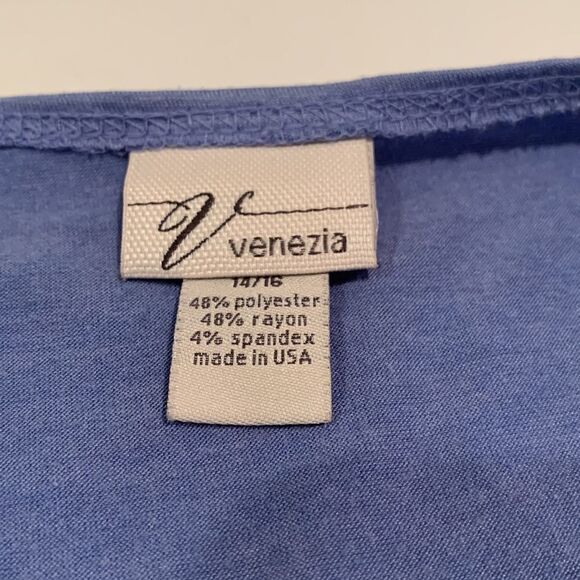 V
venezia
14/16
48% polyester
48% rayon
4% spandex
made in USA